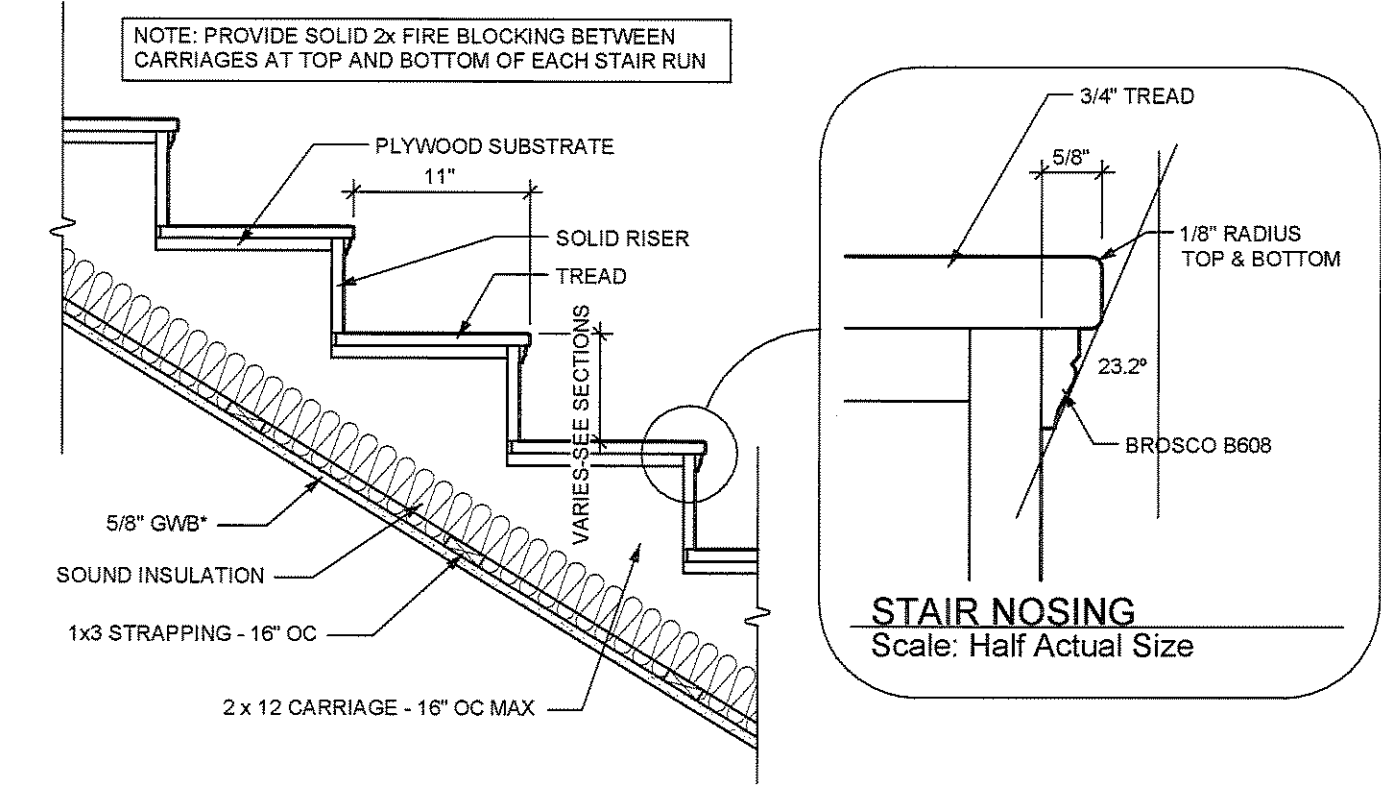 NOTE: PROVIDE SOLID 2x FIRE BLOCKING BETWEEN
CARRIAGES AT TOP AND BOTTOM OF EACH STAIR RUN
PLYWOOD SUBSTRATE
11"
SOLID RISER
TREAD
VARIES-SEE SECTIONS
5/8" GWB*
SOUND INSULATION
1x3 STRAPPING - 16" OC
2 x 12 CARRIAGE - 16" OC MAX
3/4" TREAD
5/8"
1/8" RADIUS
TOP & BOTTOM
23.2°
BROSCO B608
STAIR NOSING
Scale: Half Actual Size